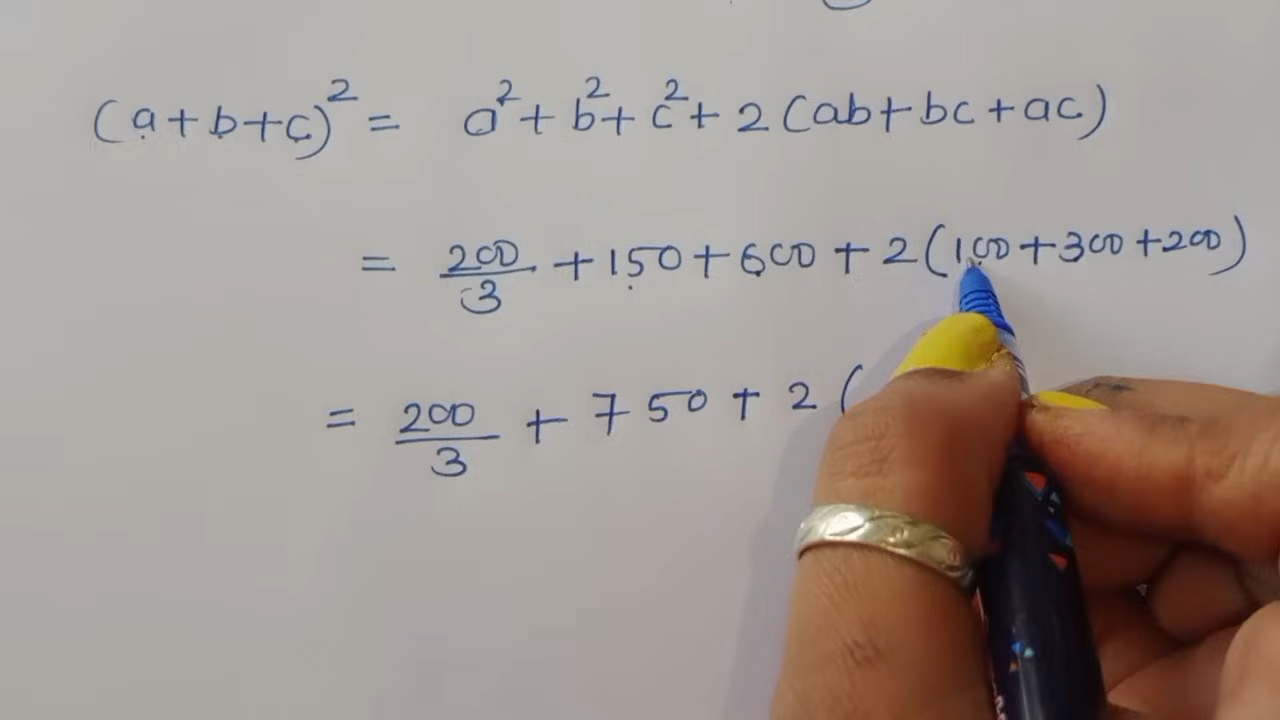 (a+b+c)² = a²+b²+c²+2(ab+bc+ac)
= 200/3 +150+600+2(100+300+200)
= 200/3 + 750 + 2(